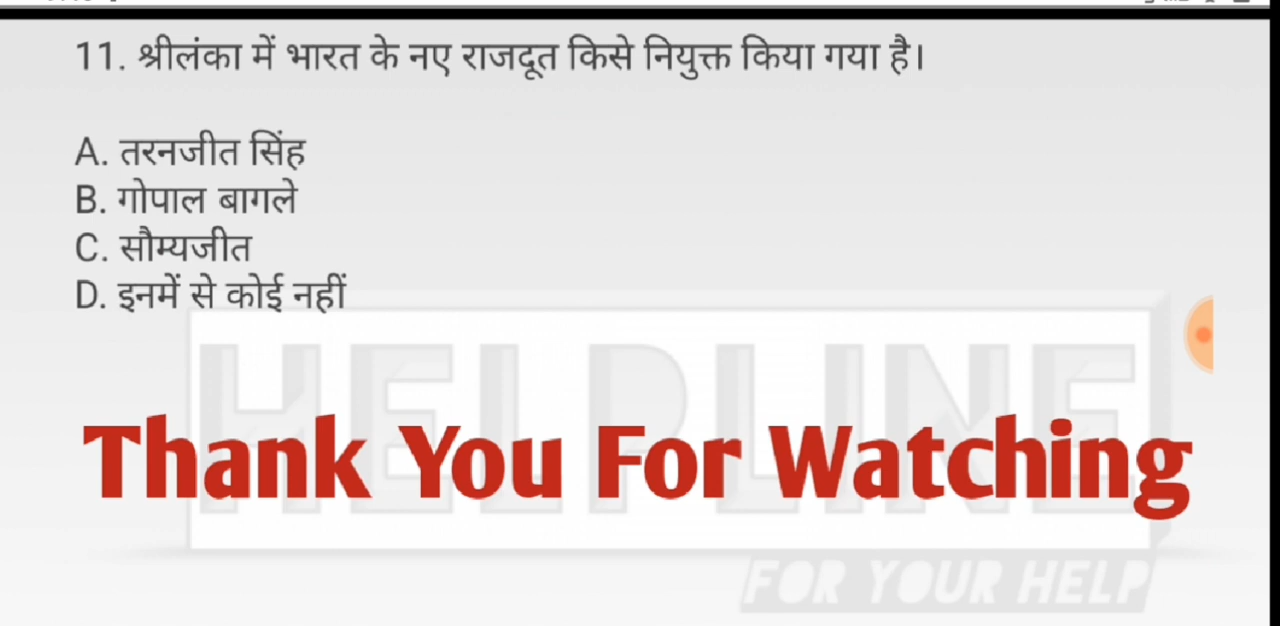 11. श्रीलंका में भारत के नए राजदूत किसे नियुक्त किया गया है।
A. तरनजीत सिंह
B. गोपाल बागले
C. सौम्यजीत
D. इनमें से कोई नहीं
HELPLINE
Thank You For Watching
FOR YOUR HELP